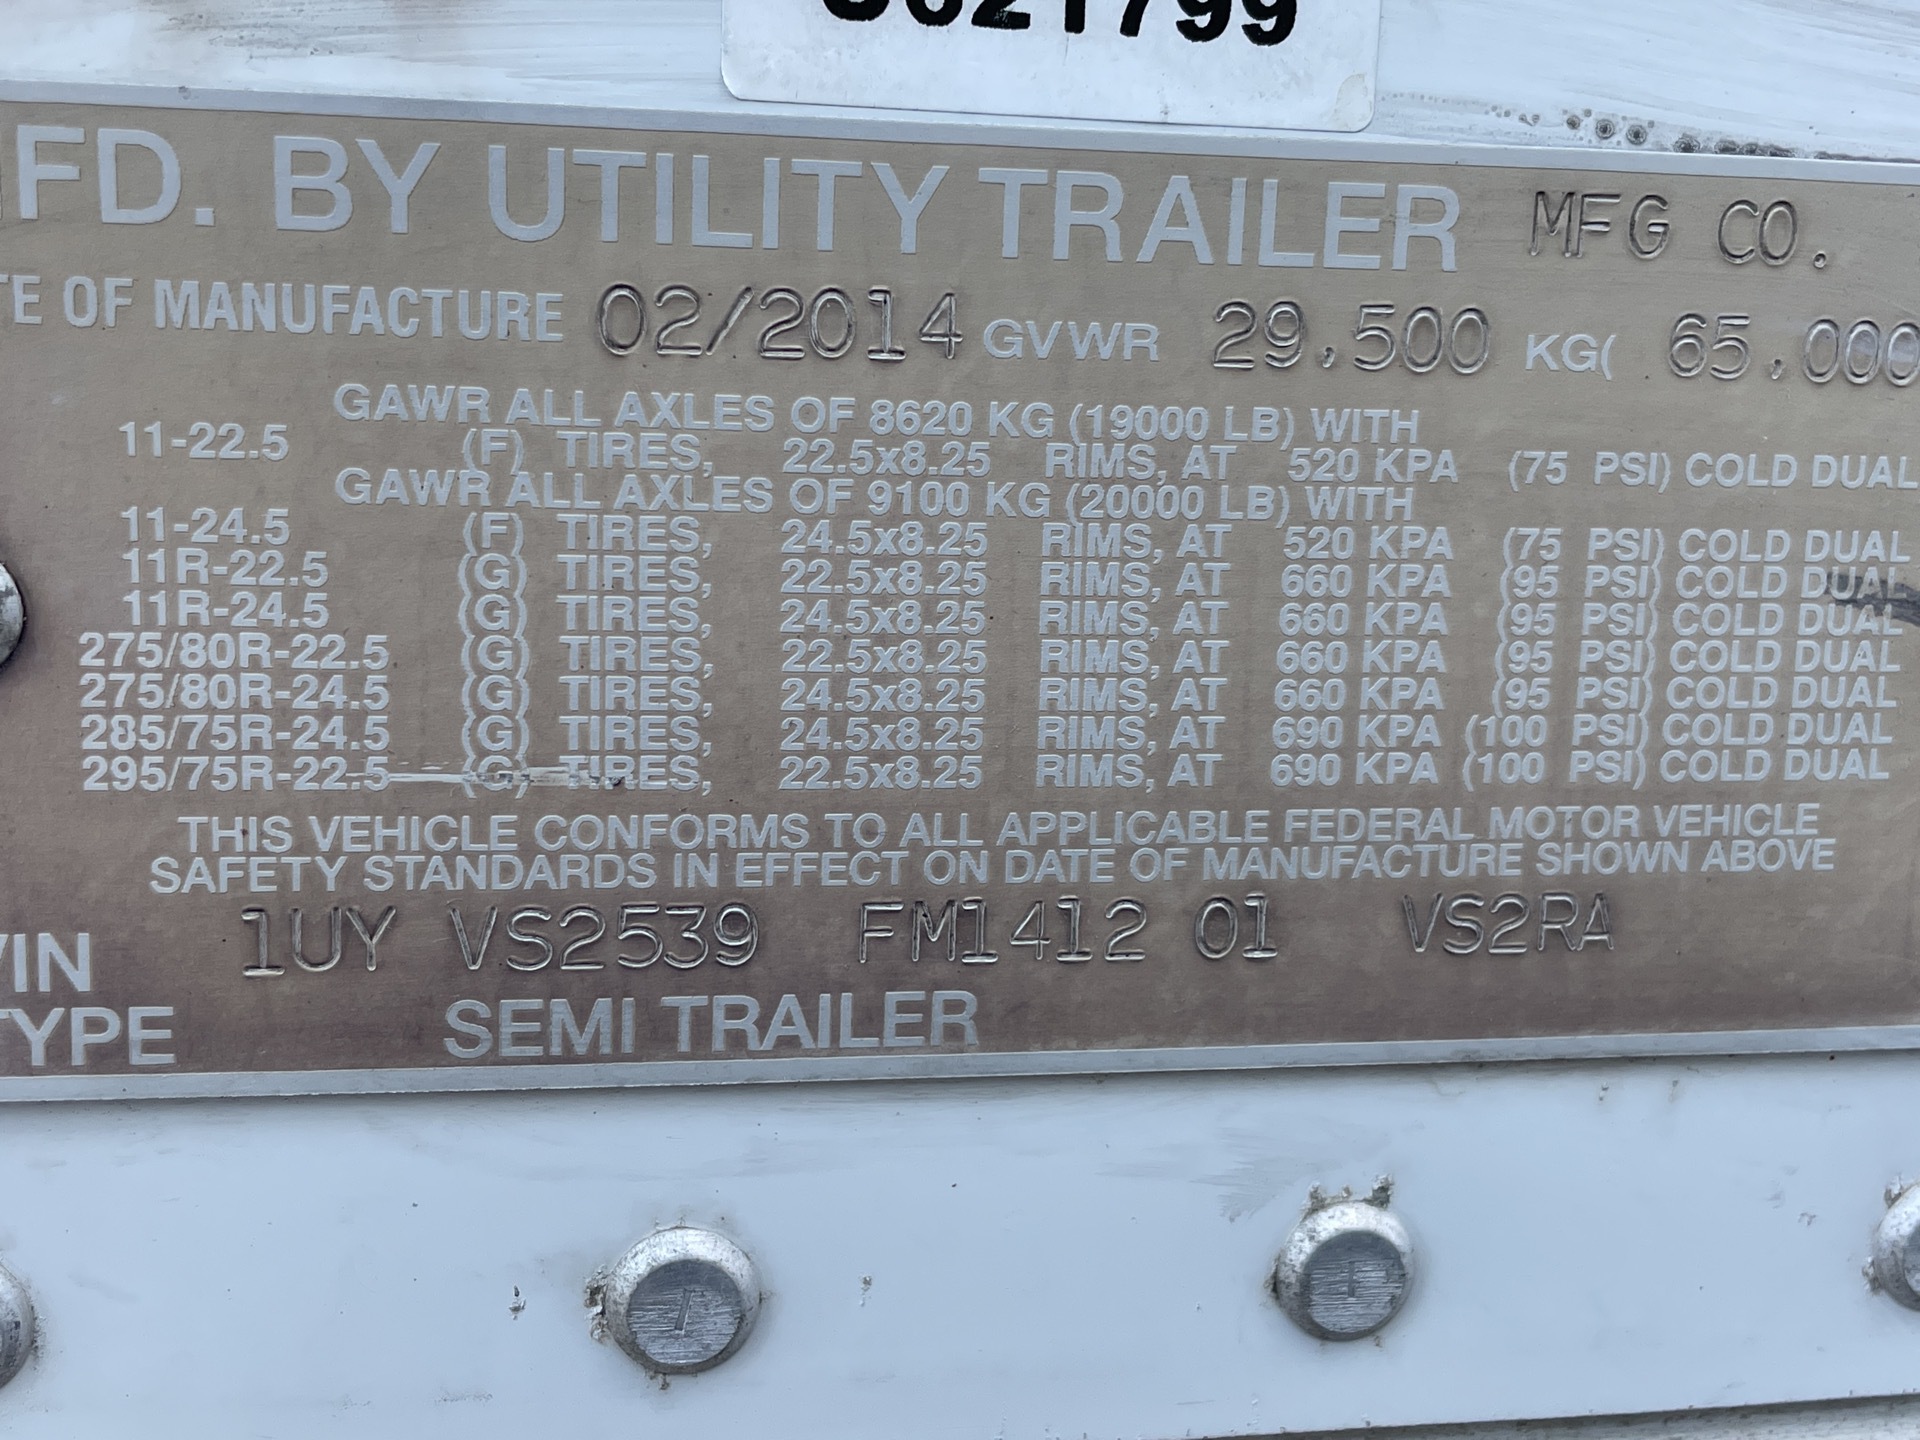 621799
FD. BY UTILITY TRAILER MFG CO.
TE OF MANUFACTURE 02/2014 GVWR 29,500 KG( 65,000
GAWR ALL AXLES OF 8620 KG (19000 LB) WITH
11-22.5 (F) TIRES, 22.5x8.25 RIMS, AT 520 KPA (75 PSI) COLD DUAL
GAWR ALL AXLES OF 9100 KG (20000 LB) WITH
11-24.5 (F) TIRES, 24.5x8.25 RIMS, AT 520 KPA (75 PSI) COLD DUAL
11R-22.5 (G) TIRES, 22.5x8.25 RIMS, AT 660 KPA (95 PSI) COLD DUAL
11R-24.5 (G) TIRES, 24.5x8.25 RIMS, AT 660 KPA (95 PSI) COLD DUAL
275/80R-22.5 (G) TIRES, 22.5x8.25 RIMS, AT 660 KPA (95 PSI) COLD DUAL
275/80R-24.5 (G) TIRES, 24.5x8.25 RIMS, AT 660 KPA (95 PSI) COLD DUAL
285/75R-24.5 (G) TIRES, 24.5x8.25 RIMS, AT 690 KPA (100 PSI) COLD DUAL
295/75R-22.5 (G) TIRES, 22.5x8.25 RIMS, AT 690 KPA (100 PSI) COLD DUAL
THIS VEHICLE CONFORMS TO ALL APPLICABLE FEDERAL MOTOR VEHICLE
SAFETY STANDARDS IN EFFECT ON DATE OF MANUFACTURE SHOWN ABOVE
VIN 1UY VS2539 FM1412 01 VS2RA
TYPE SEMI TRAILER